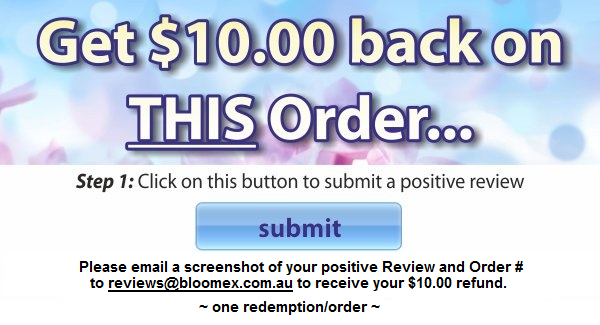 Get $10.00 back on
THIS Order...
Step 1: Click on this button to submit a positive review
submit
Please email a screenshot of your positive Review and Order #
to reviews@bloomex.com.au to receive your $10.00 refund.
~ one redemption/order ~